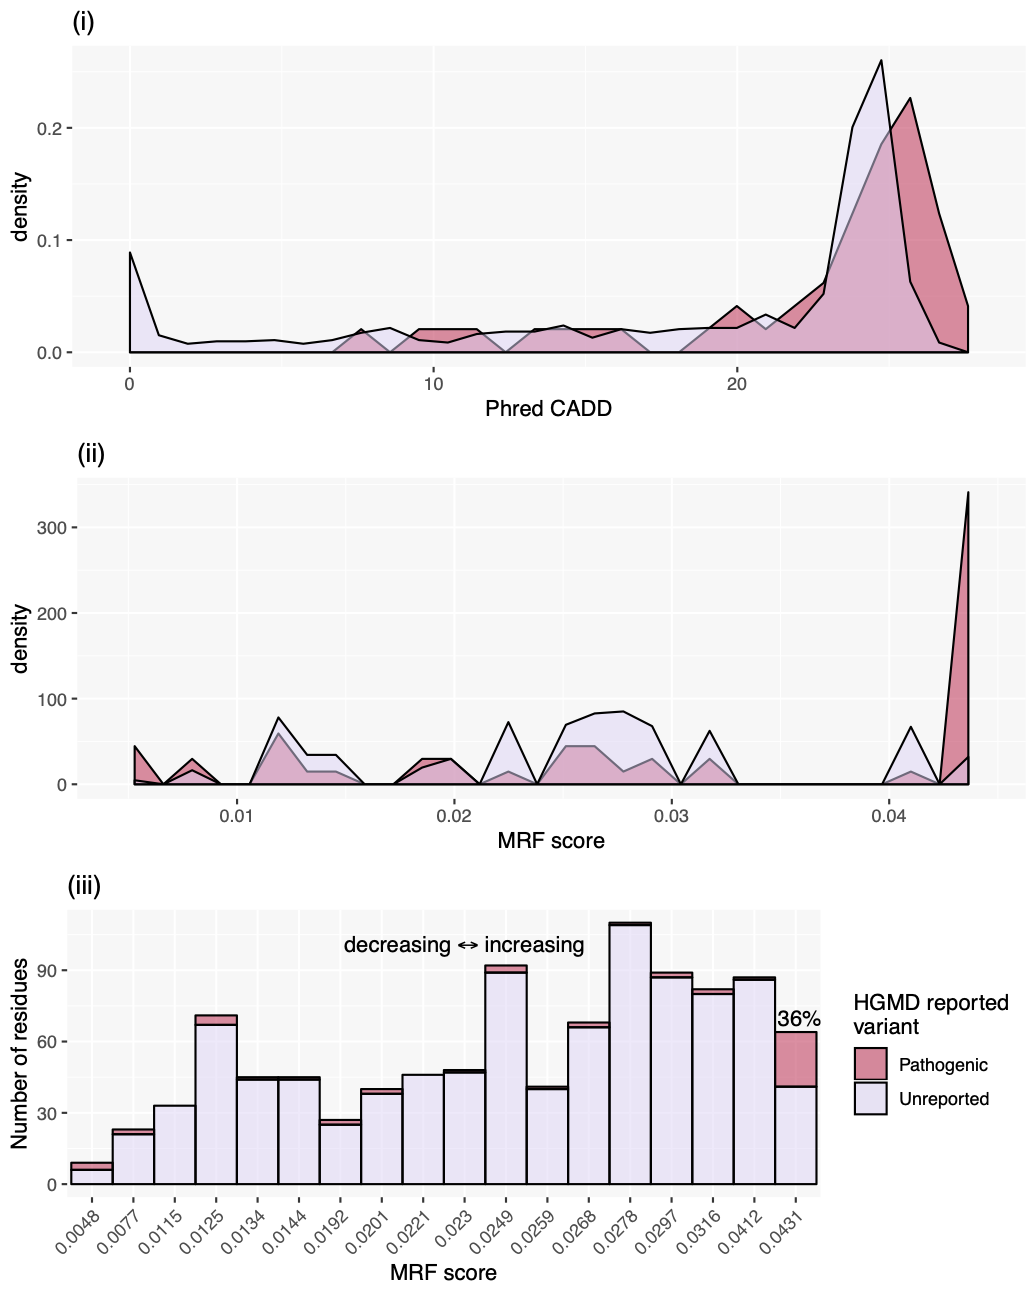 (i)
density
0.2
0.1
0.0
0
10
20
Phred CADD
(ii)
density
300
200
100
0
0.01
0.02
0.03
0.04
MRF score
(iii)
Number of residues
90
60
30
0
decreasing ↔ increasing
36%
0.0048
0.0077
0.0115
0.0125
0.0134
0.0144
0.0192
0.0201
0.0221
0.023
0.0249
0.0259
0.0268
0.0278
0.0297
0.0316
0.0412
0.0431
MRF score
HGMD reported
variant
Pathogenic
Unreported